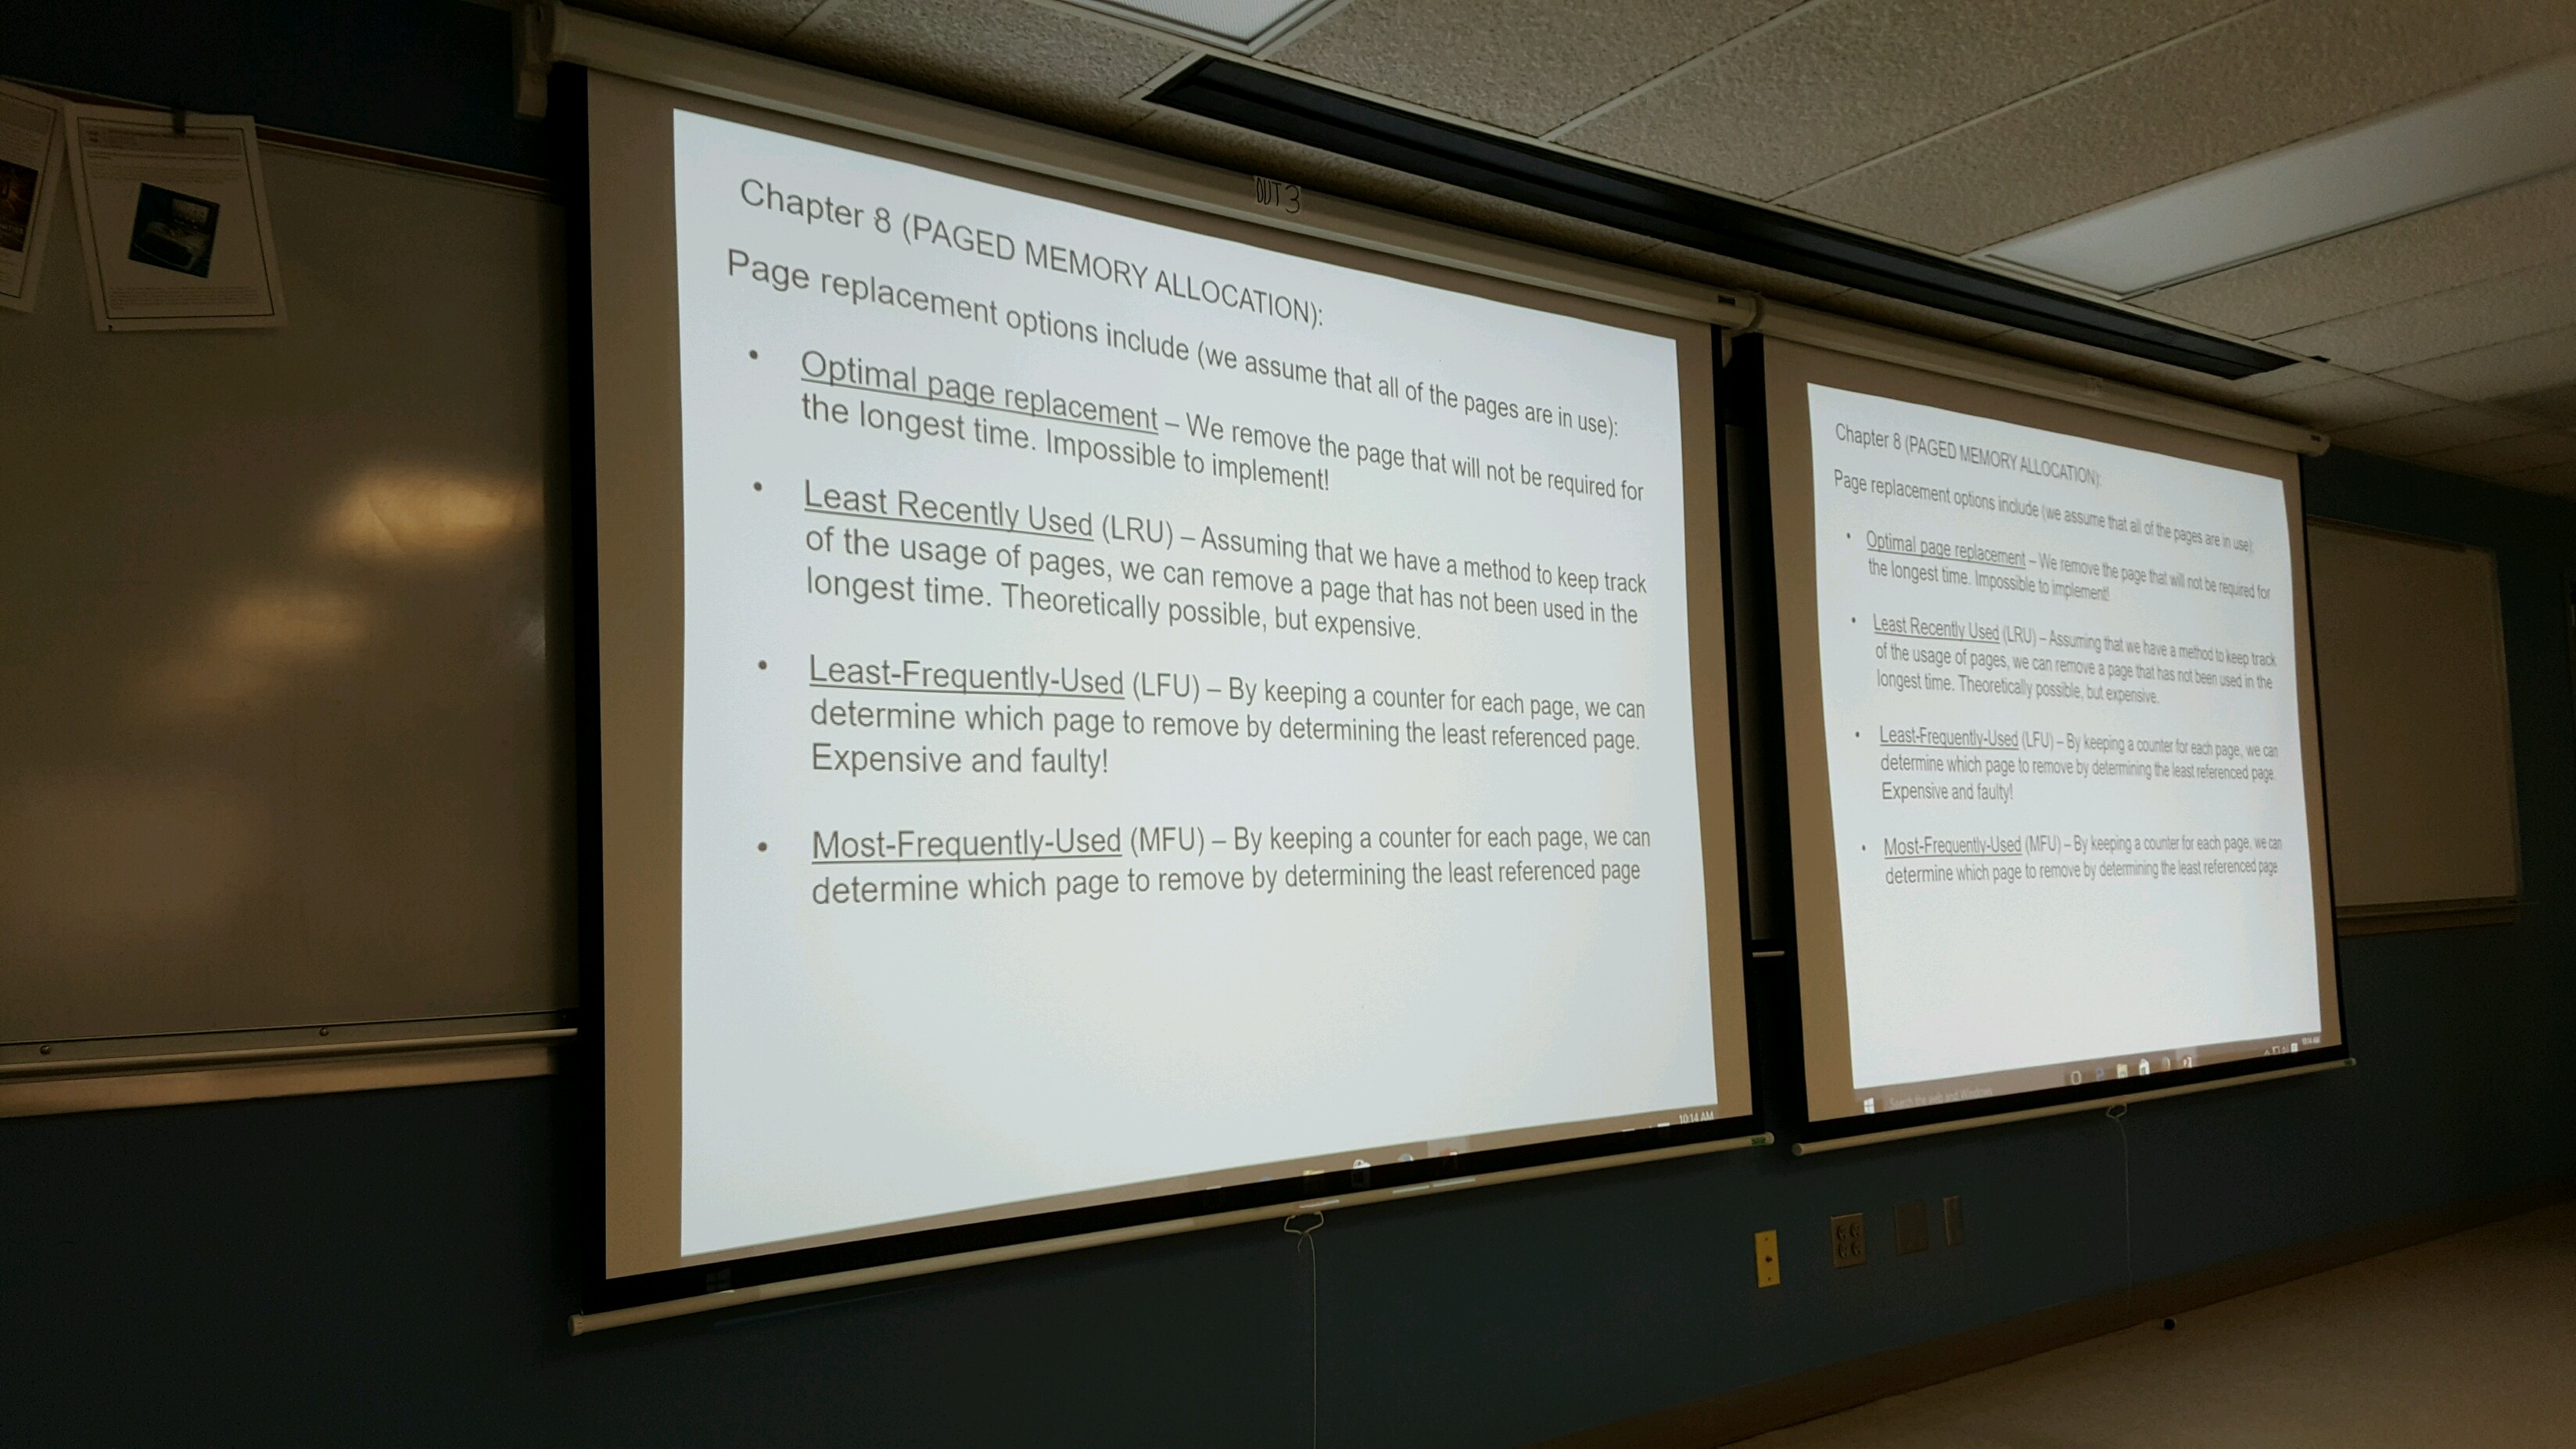 OUT 3
Chapter 8 (PAGED MEMORY ALLOCATION):
Page replacement options include (we assume that all of the pages are in use):
• Optimal page replacement – We remove the page that will not be required for
the longest time. Impossible to implement!
• Least Recently Used (LRU) – Assuming that we have a method to keep track
of the usage of pages, we can remove a page that has not been used in the
longest time. Theoretically possible, but expensive.
• Least-Frequently-Used (LFU) – By keeping a counter for each page, we can
determine which page to remove by determining the least referenced page.
Expensive and faulty!
• Most-Frequently-Used (MFU) – By keeping a counter for each page, we can
determine which page to remove by determining the least referenced page
10:14 AM
Chapter 8 (PAGED MEMORY ALLOCATION):
Page replacement options include (we assume that all of the pages are in use):
• Optimal page replacement – We remove the page that will not be required for
the longest time. Impossible to implement!
• Least Recently Used (LRU) – Assuming that we have a method to keep track
of the usage of pages, we can remove a page that has not been used in the
longest time. Theoretically possible, but expensive.
• Least-Frequently-Used (LFU) – By keeping a counter for each page, we can
determine which page to remove by determining the least referenced page.
Expensive and faulty!
• Most-Frequently-Used (MFU) – By keeping a counter for each page, we can
determine which page to remove by determining the least referenced page
Search the web and Windows
10:14 AM